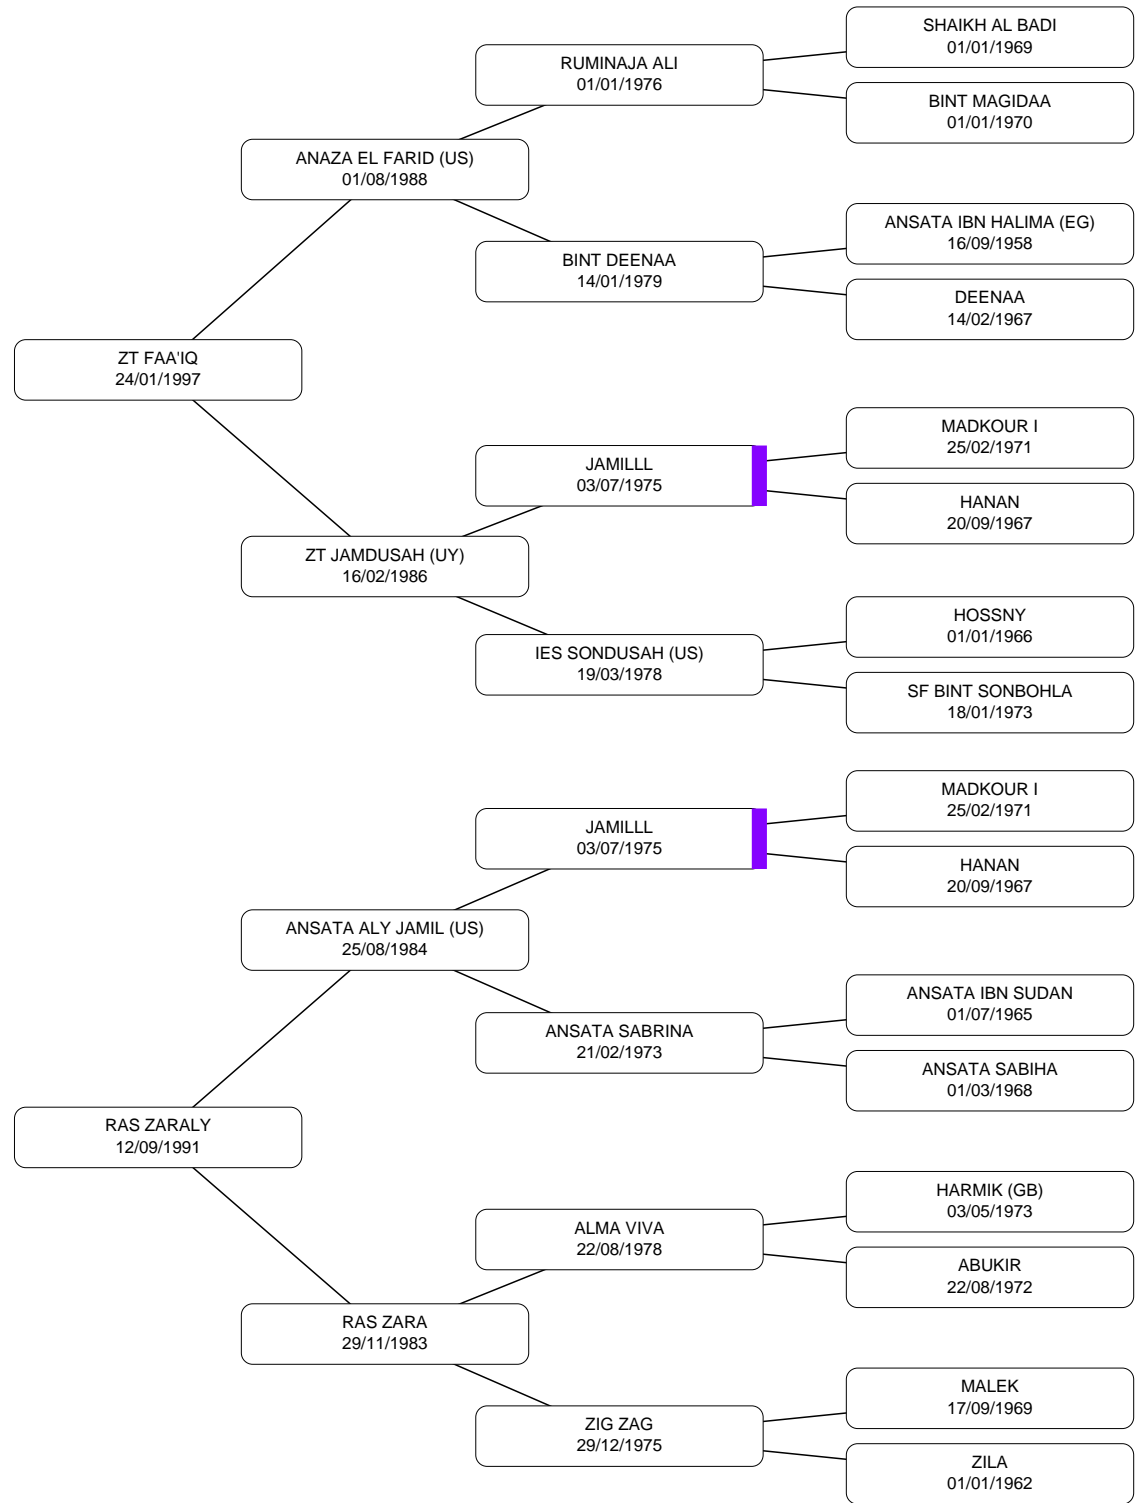 SHAIKH AL BADI
01/01/1969
RUMINAJA ALI
01/01/1976
BINT MAGIDAA
01/01/1970
ANAZA EL FARID (US)
01/08/1988
ANSATA IBN HALIMA (EG)
16/09/1958
BINT DEENAA
14/01/1979
DEENAA
14/02/1967
ZT FAA'IQ
24/01/1997
MADKOUR I
25/02/1971
JAMILLL
03/07/1975
HANAN
20/09/1967
ZT JAMDUSAH (UY)
16/02/1986
HOSSNY
01/01/1966
IES SONDUSAH (US)
19/03/1978
SF BINT SONBOHLA
18/01/1973
MADKOUR I
25/02/1971
JAMILLL
03/07/1975
HANAN
20/09/1967
ANSATA ALY JAMIL (US)
25/08/1984
ANSATA IBN SUDAN
01/07/1965
ANSATA SABRINA
21/02/1973
ANSATA SABIHA
01/03/1968
RAS ZARALY
12/09/1991
HARMIK (GB)
03/05/1973
ALMA VIVA
22/08/1978
ABUKIR
22/08/1972
RAS ZARA
29/11/1983
MALEK
17/09/1969
ZIG ZAG
29/12/1975
ZILA
01/01/1962